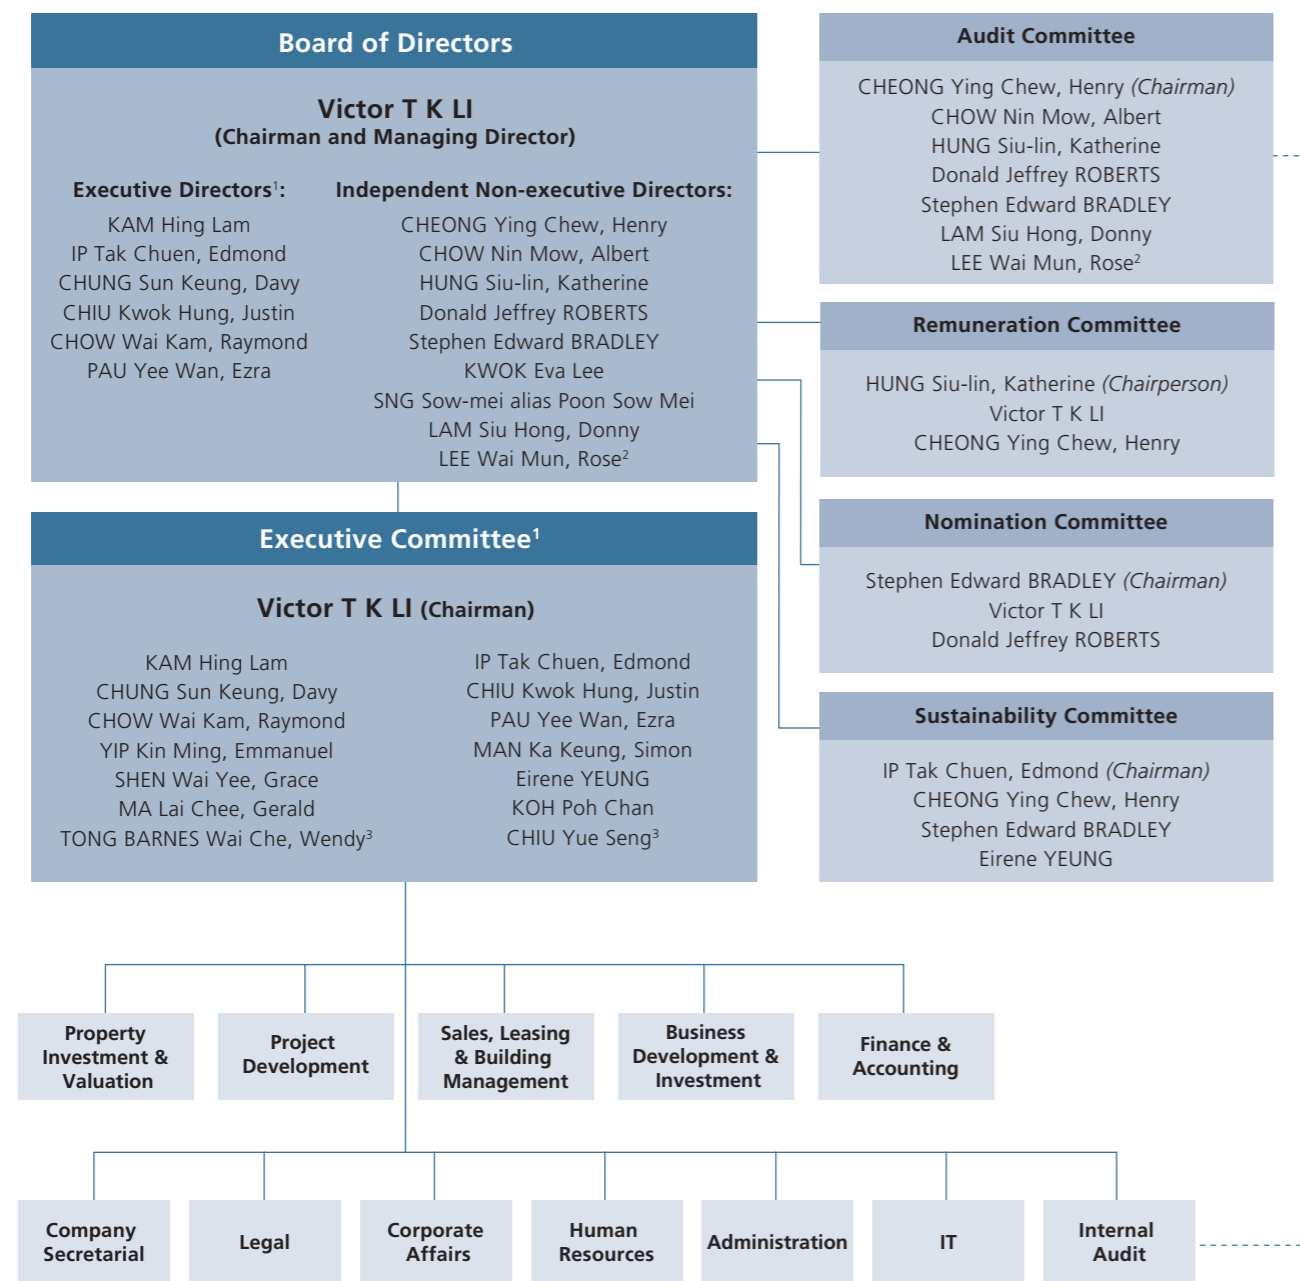 Board of Directors
Victor T K LI
(Chairman and Managing Director)
Executive Directors¹:
KAM Hing Lam
IP Tak Chuen, Edmond
CHUNG Sun Keung, Davy
CHIU Kwok Hung, Justin
CHOW Wai Kam, Raymond
PAU Yee Wan, Ezra
Independent Non-executive Directors:
CHEONG Ying Chew, Henry
CHOW Nin Mow, Albert
HUNG Siu-lin, Katherine
Donald Jeffrey ROBERTS
Stephen Edward BRADLEY
KWOK Eva Lee
SNG Sow-mei alias Poon Sow Mei
LAM Siu Hong, Donny
LEE Wai Mun, Rose²
Audit Committee
CHEONG Ying Chew, Henry (Chairman)
CHOW Nin Mow, Albert
HUNG Siu-lin, Katherine
Donald Jeffrey ROBERTS
Stephen Edward BRADLEY
LAM Siu Hong, Donny
LEE Wai Mun, Rose²
Remuneration Committee
HUNG Siu-lin, Katherine (Chairperson)
Victor T K LI
CHEONG Ying Chew, Henry
Nomination Committee
Stephen Edward BRADLEY (Chairman)
Victor T K LI
Donald Jeffrey ROBERTS
Sustainability Committee
IP Tak Chuen, Edmond (Chairman)
CHEONG Ying Chew, Henry
Stephen Edward BRADLEY
Eirene YEUNG
Executive Committee¹
Victor T K LI (Chairman)
KAM Hing Lam
CHUNG Sun Keung, Davy
CHOW Wai Kam, Raymond
YIP Kin Ming, Emmanuel
SHEN Wai Yee, Grace
MA Lai Chee, Gerald
TONG BARNES Wai Che, Wendy³
IP Tak Chuen, Edmond
CHIU Kwok Hung, Justin
PAU Yee Wan, Ezra
MAN Ka Keung, Simon
Eirene YEUNG
KOH Poh Chan
CHIU Yue Seng³
Property
Investment &
Valuation
Project
Development
Sales, Leasing
& Building
Management
Business
Development &
Investment
Finance &
Accounting
Company
Secretarial
Legal
Corporate
Affairs
Human
Resources
Administration
IT
Internal
Audit